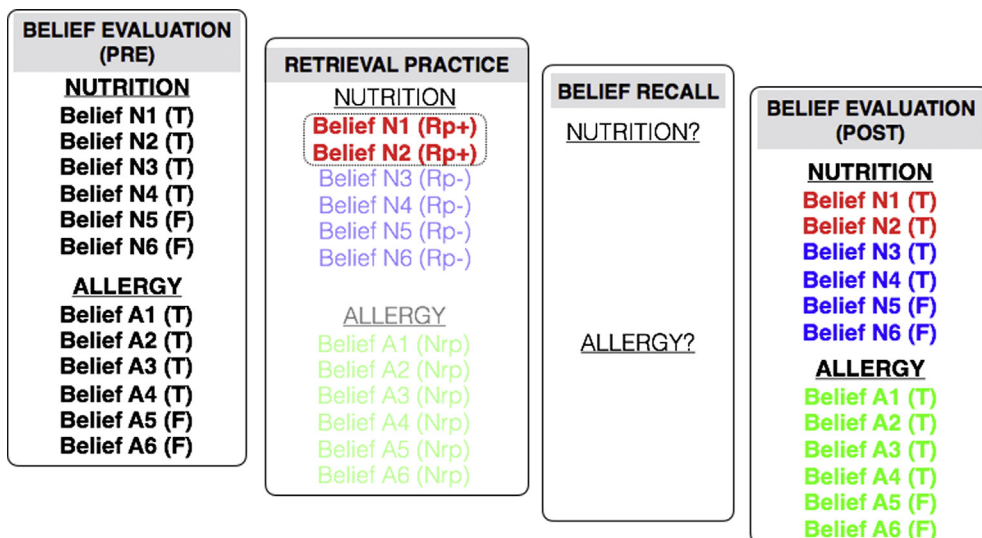 BELIEF EVALUATION
(PRE)
NUTRITION
Belief N1 (T)
Belief N2 (T)
Belief N3 (T)
Belief N4 (T)
Belief N5 (F)
Belief N6 (F)
ALLERGY
Belief A1 (T)
Belief A2 (T)
Belief A3 (T)
Belief A4 (T)
Belief A5 (F)
Belief A6 (F)
RETRIEVAL PRACTICE
NUTRITION
Belief N1 (Rp+)
Belief N2 (Rp+)
Belief N3 (Rp-)
Belief N4 (Rp-)
Belief N5 (Rp-)
Belief N6 (Rp-)
ALLERGY
Belief A1 (Nrp)
Belief A2 (Nrp)
Belief A3 (Nrp)
Belief A4 (Nrp)
Belief A5 (Nrp)
Belief A6 (Nrp)
BELIEF RECALL
NUTRITION?
ALLERGY?
BELIEF EVALUATION
(POST)
NUTRITION
Belief N1 (T)
Belief N2 (T)
Belief N3 (T)
Belief N4 (T)
Belief N5 (F)
Belief N6 (F)
ALLERGY
Belief A1 (T)
Belief A2 (T)
Belief A3 (T)
Belief A4 (T)
Belief A5 (F)
Belief A6 (F)